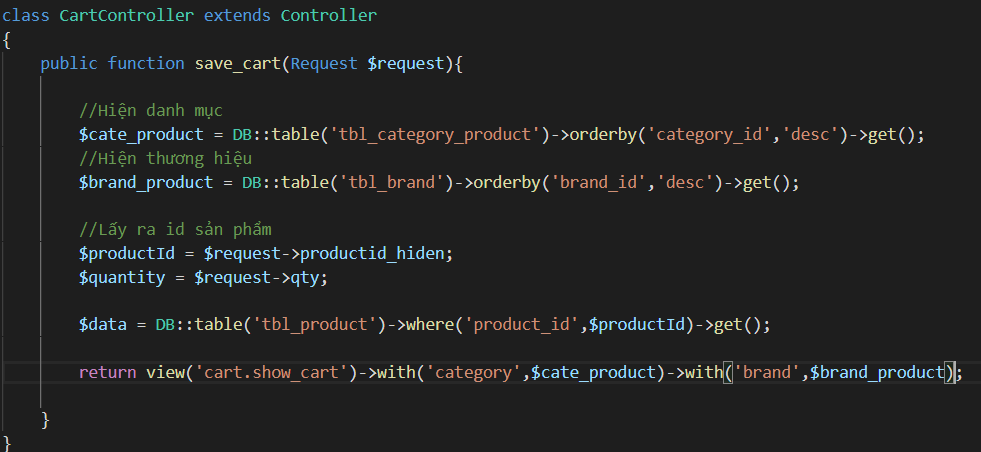 class CartController extends Controller
{
public function save_cart(Request $request){
//Hiện danh mục
$cate_product = DB::table('tbl_category_product')->orderby('category_id','desc')->get();
//Hiện thương hiệu
$brand_product = DB::table('tbl_brand')->orderby('brand_id','desc')->get();
//Lấy ra id sản phẩm
$productId = $request->productid_hiden;
$quantity = $request->qty;
$data = DB::table('tbl_product')->where('product_id',$productId)->get();
return view('cart.show_cart')->with('category',$cate_product)->with('brand',$brand_product);
}
}